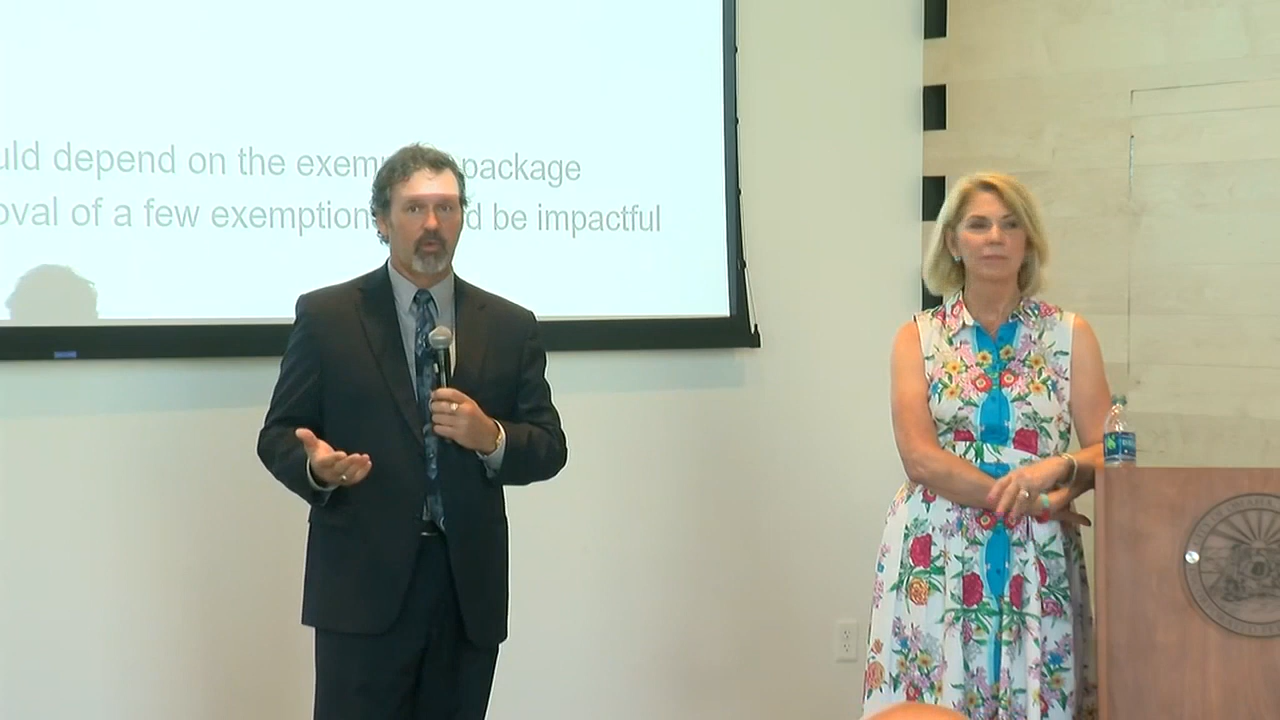 uld depend on the exem package
oval of a few exemption d be impactful